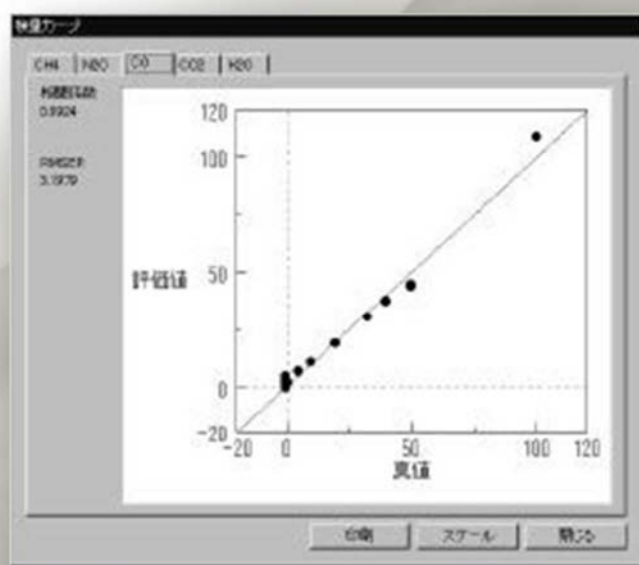 検量カーブ
CH4 N2O CO CO2 H2O
相関係数
0.9924
RMSEP
3.1979
120
100
評価値
50
0
-20
-20 0 50 100 120
真値
印刷 スケール 閉じる